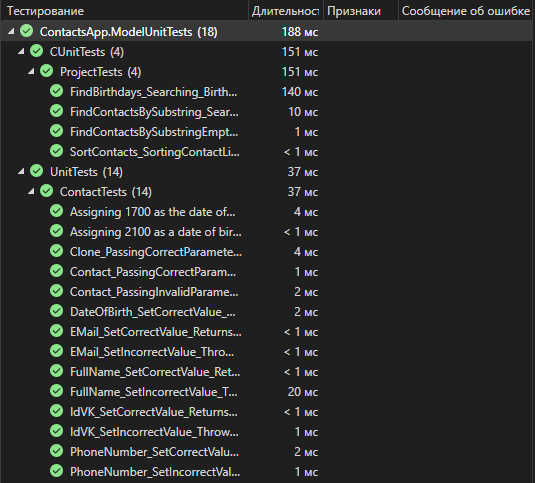 Тестирование Длительност Признаки Сообщение об ошибке
ContactsApp.ModelUnitTests (18) 188 мс
CUnitTests (4) 151 мс
ProjectTests (4) 151 мс
FindBirthdays_Searching_Birth... 140 мс
FindContactsBySubstring_Sear... 10 мс
FindContactsBySubstringEmpt... 1 мс
SortContacts_SortingContactLi... < 1 мс
UnitTests (14) 37 мс
ContactTests (14) 37 мс
Assigning 1700 as the date of... 4 мс
Assigning 2100 as a date of bir... < 1 мс
Clone_PassingCorrectParamete... 4 мс
Contact_PassingCorrectParam... 1 мс
Contact_PassingInvalidParame... 2 мс
DateOfBirth_SetCorrectValue_... 2 мс
EMail_SetCorrectValue_Returns... < 1 мс
EMail_SetIncorrectValue_Thro... < 1 мс
FullName_SetCorrectValue_Ret... < 1 мс
FullName_SetIncorrectValue_T... 20 мс
IdVK_SetCorrectValue_Returns... < 1 мс
IdVK_SetIncorrectValue_Throw... 1 мс
PhoneNumber_SetCorrectValu... 2 мс
PhoneNumber_SetIncorrectVal... 1 мс